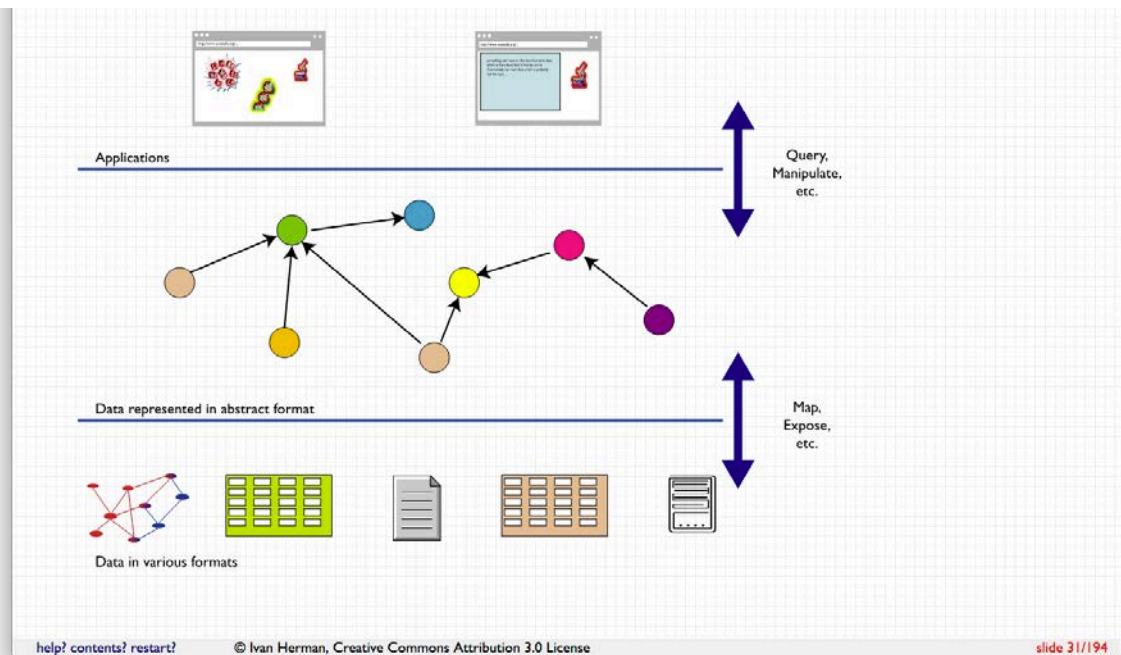 Applications
Query,
Manipulate,
etc.
Data represented in abstract format
Map,
Expose,
etc.
Data in various formats
help? contents? restart?
© Ivan Herman, Creative Commons Attribution 3.0 License
slide 31/194